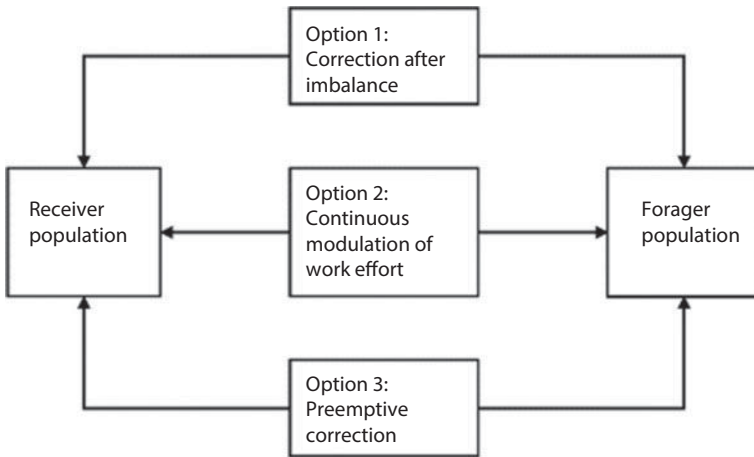 Option 1:
Correction after
imbalance
Receiver
population
Option 2:
Continuous
modulation of
work effort
Forager
population
Option 3:
Preemptive
correction